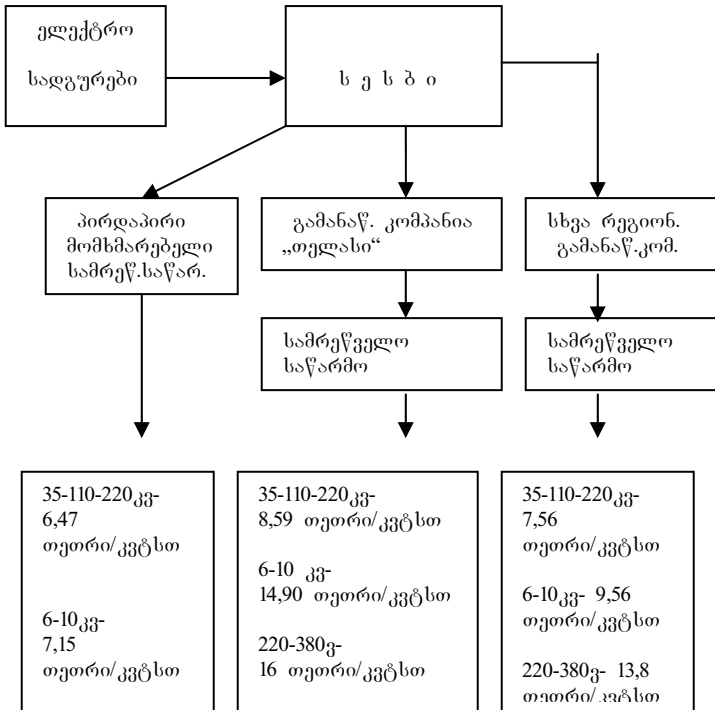 ელექტრო
სადგურები
ს ე ს ბ ი
პირდაპირი
მომხმარებელი
სამრეწ.საწარ.
გამანაწ. კომპანია
„თელასი“
სხვა რეგიონ.
გამანაწ.კომ.
სამრეწველო
საწარმო
სამრეწველო
საწარმო
35-110-220კვ-
6,47
თეთრი/კვტსთ
6-10კვ-
7,15
თეთრი/კვტსთ
35-110-220კვ-
8,59 თეთრი/კვტსთ
6-10 კვ-
14,90 თეთრი/კვტსთ
220-380ვ-
16 თეთრი/კვტსთ
35-110-220კვ-
7,56
თეთრი/კვტსთ
6-10კვ- 9,56
თეთრი/კვტსთ
220-380ვ- 13,8
თეთრი/კვტსთ